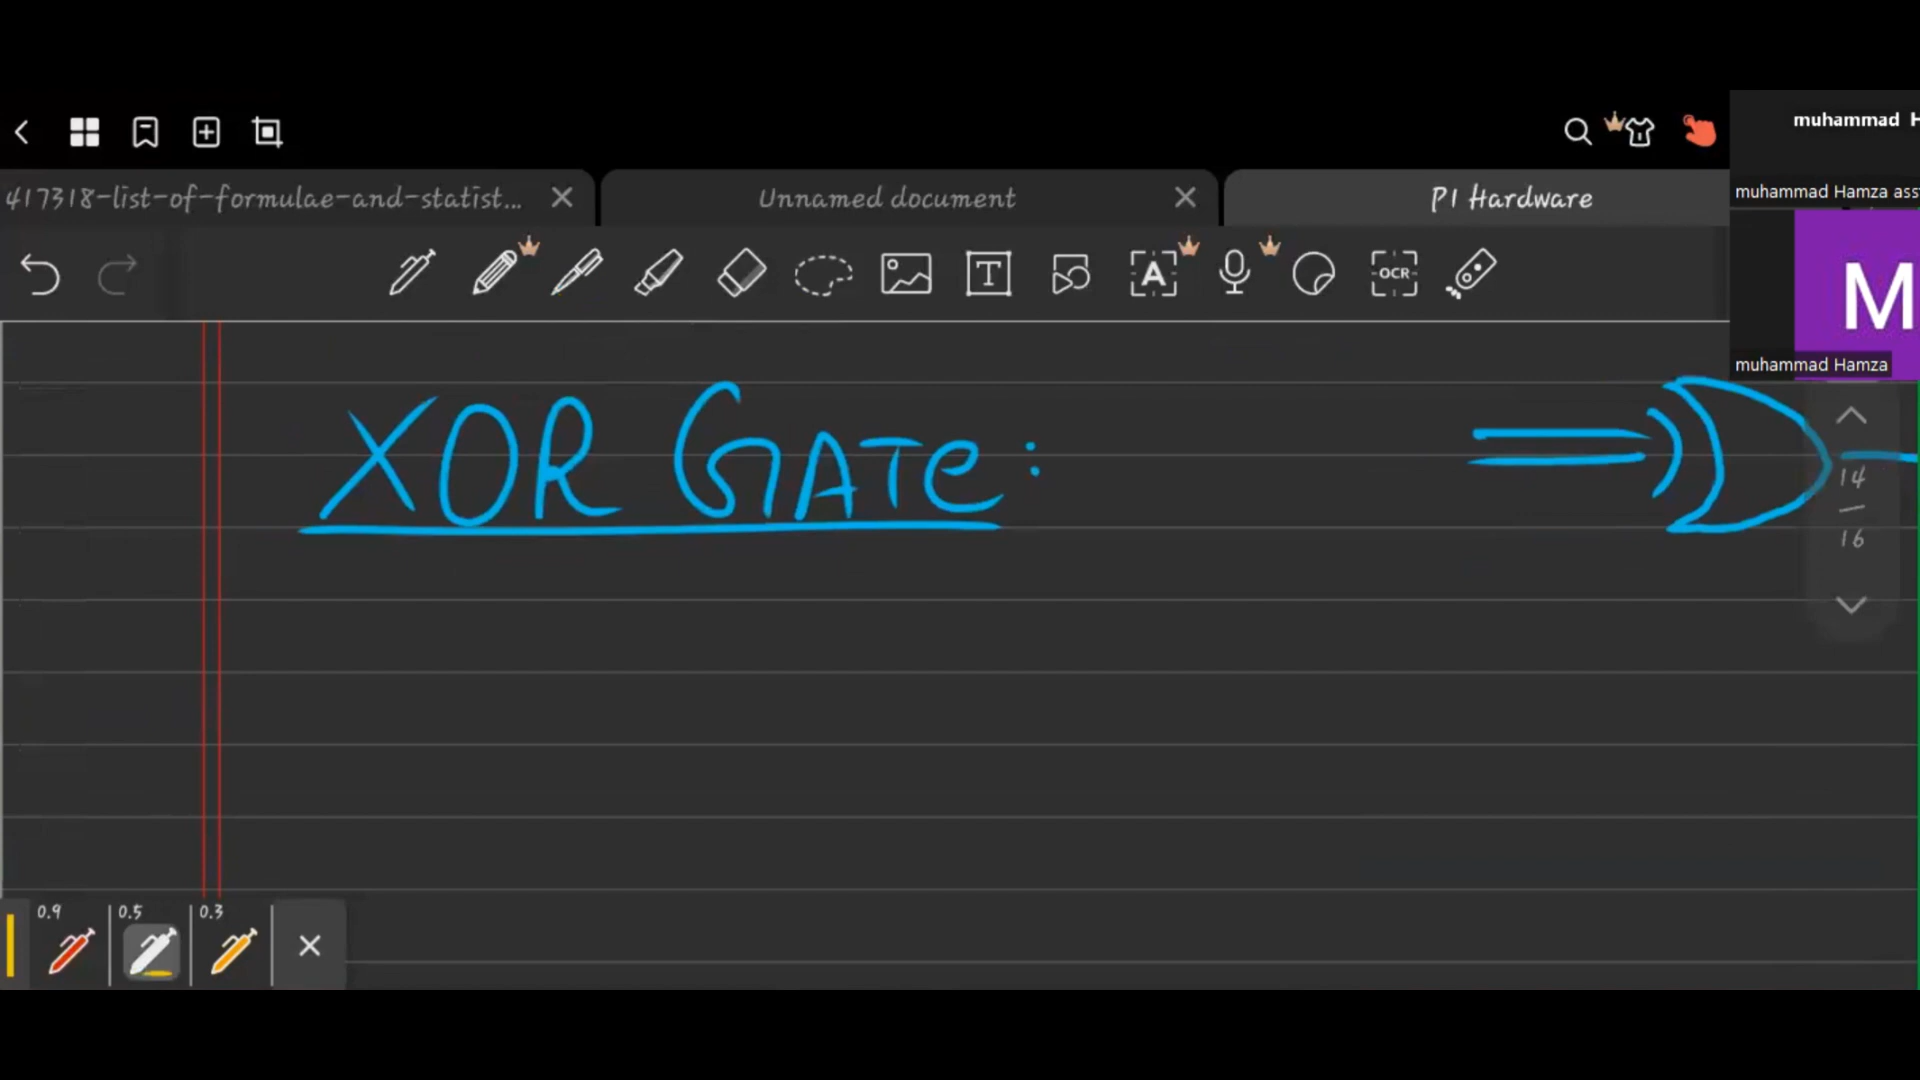 muhammad H
417318-list-of-formulae-and-statist...
Unnamed document
P1 Hardware
muhammad Hamza ass
T
A
OCR
M
muhammad Hamza
XOR GATe:
14
16
0.9
0.5
0.3